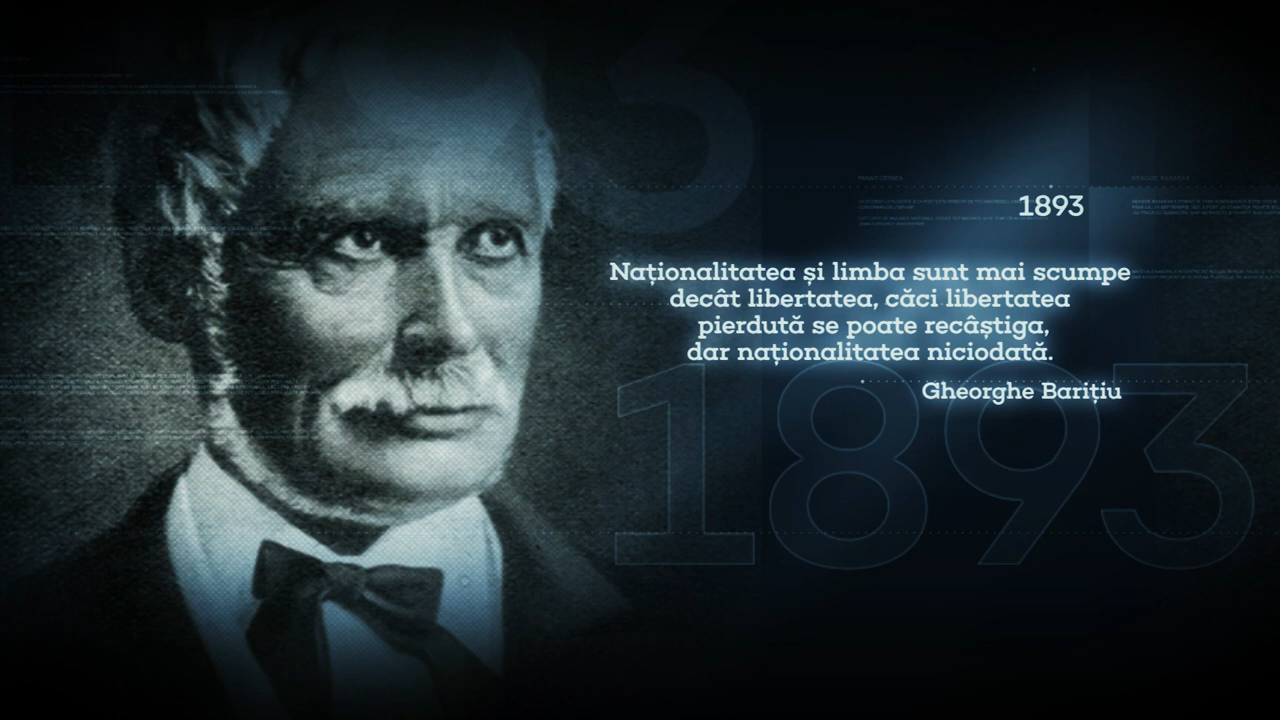 1893
Naționalitatea și limba sunt mai scumpe
decât libertatea, căci libertatea
pierdută se poate recâștiga,
dar naționalitatea niciodată.
Gheorghe Barițiu
1893